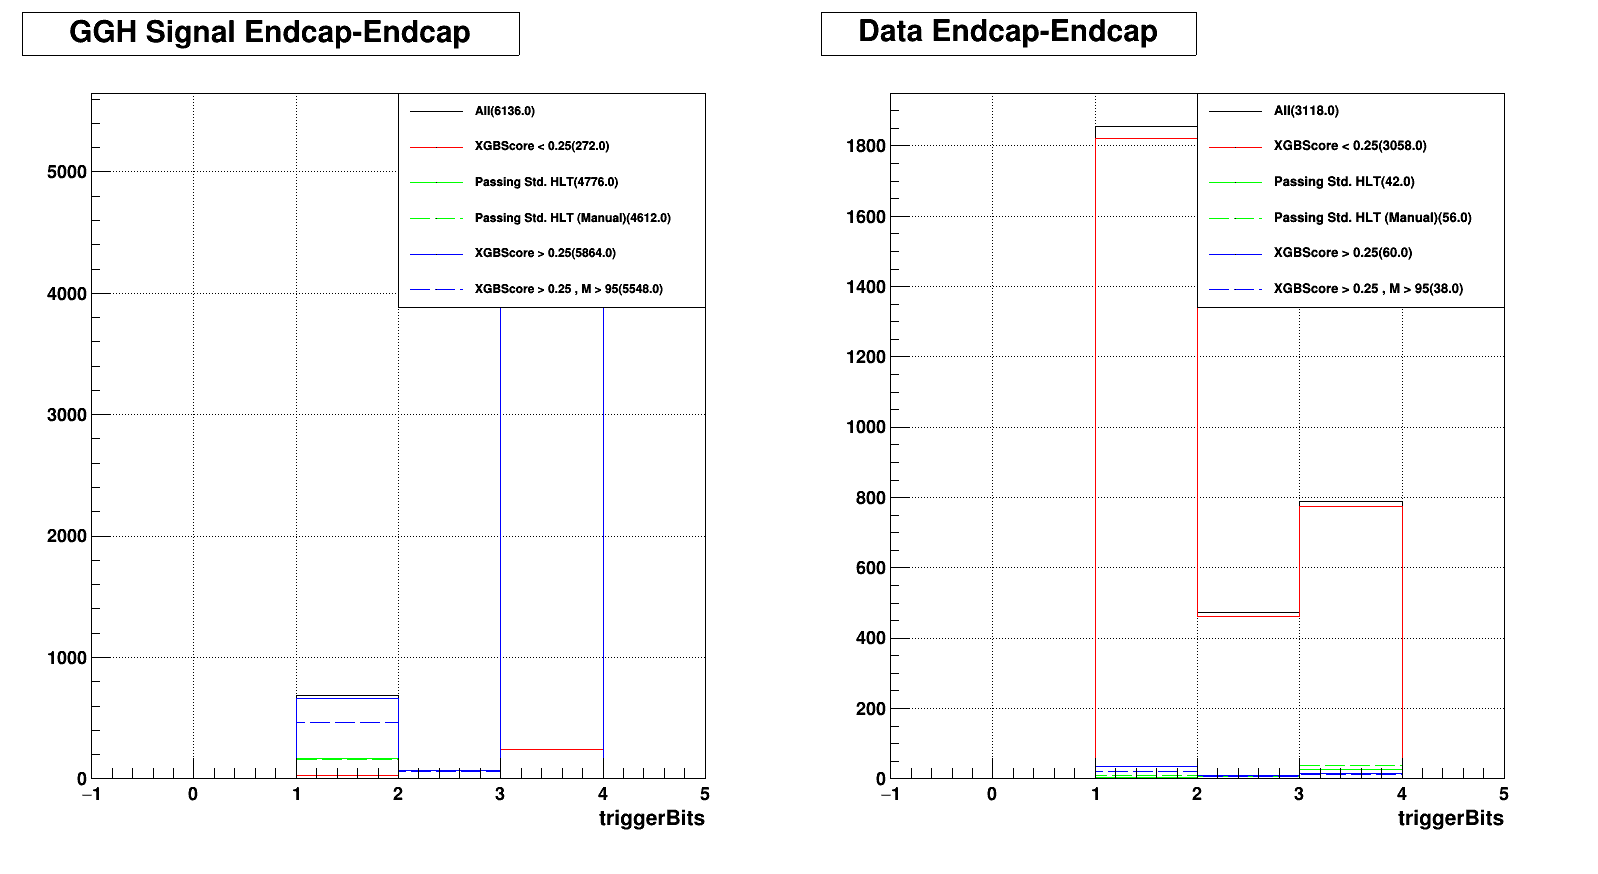 GGH Signal Endcap-Endcap
All(6136.0)
XGBScore < 0.25(272.0)
Passing Std. HLT(4776.0)
Passing Std. HLT (Manual)(4612.0)
XGBScore > 0.25(5864.0)
XGBScore > 0.25 , M > 95(5548.0)
5000
4000
3000
2000
1000
0
−1 0 1 2 3 4 5
triggerBits
Data Endcap-Endcap
All(3118.0)
XGBScore < 0.25(3058.0)
Passing Std. HLT(42.0)
Passing Std. HLT (Manual)(56.0)
XGBScore > 0.25(60.0)
XGBScore > 0.25 , M > 95(38.0)
1800
1600
1400
1200
1000
800
600
400
200
0
−1 0 1 2 3 4 5
triggerBits